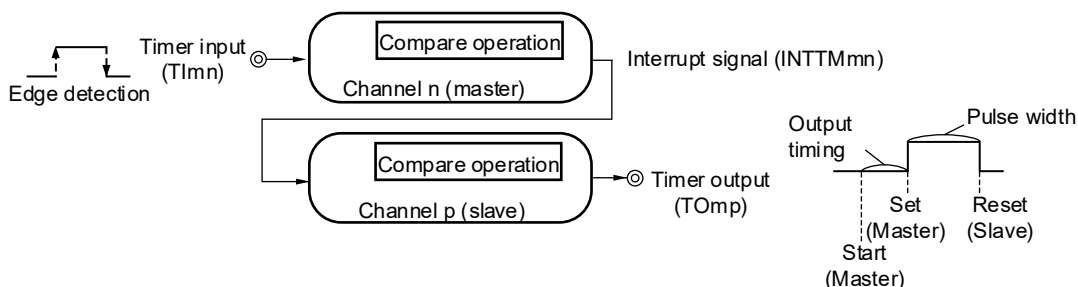 Edge detection
Timer input
(TImn)
Compare operation
Channel n (master)
Interrupt signal (INTTMmn)
Compare operation
Channel p (slave)
Timer output
(TOmp)
Output
timing
Pulse width
Set
(Master)
Reset
(Slave)
Start
(Master)